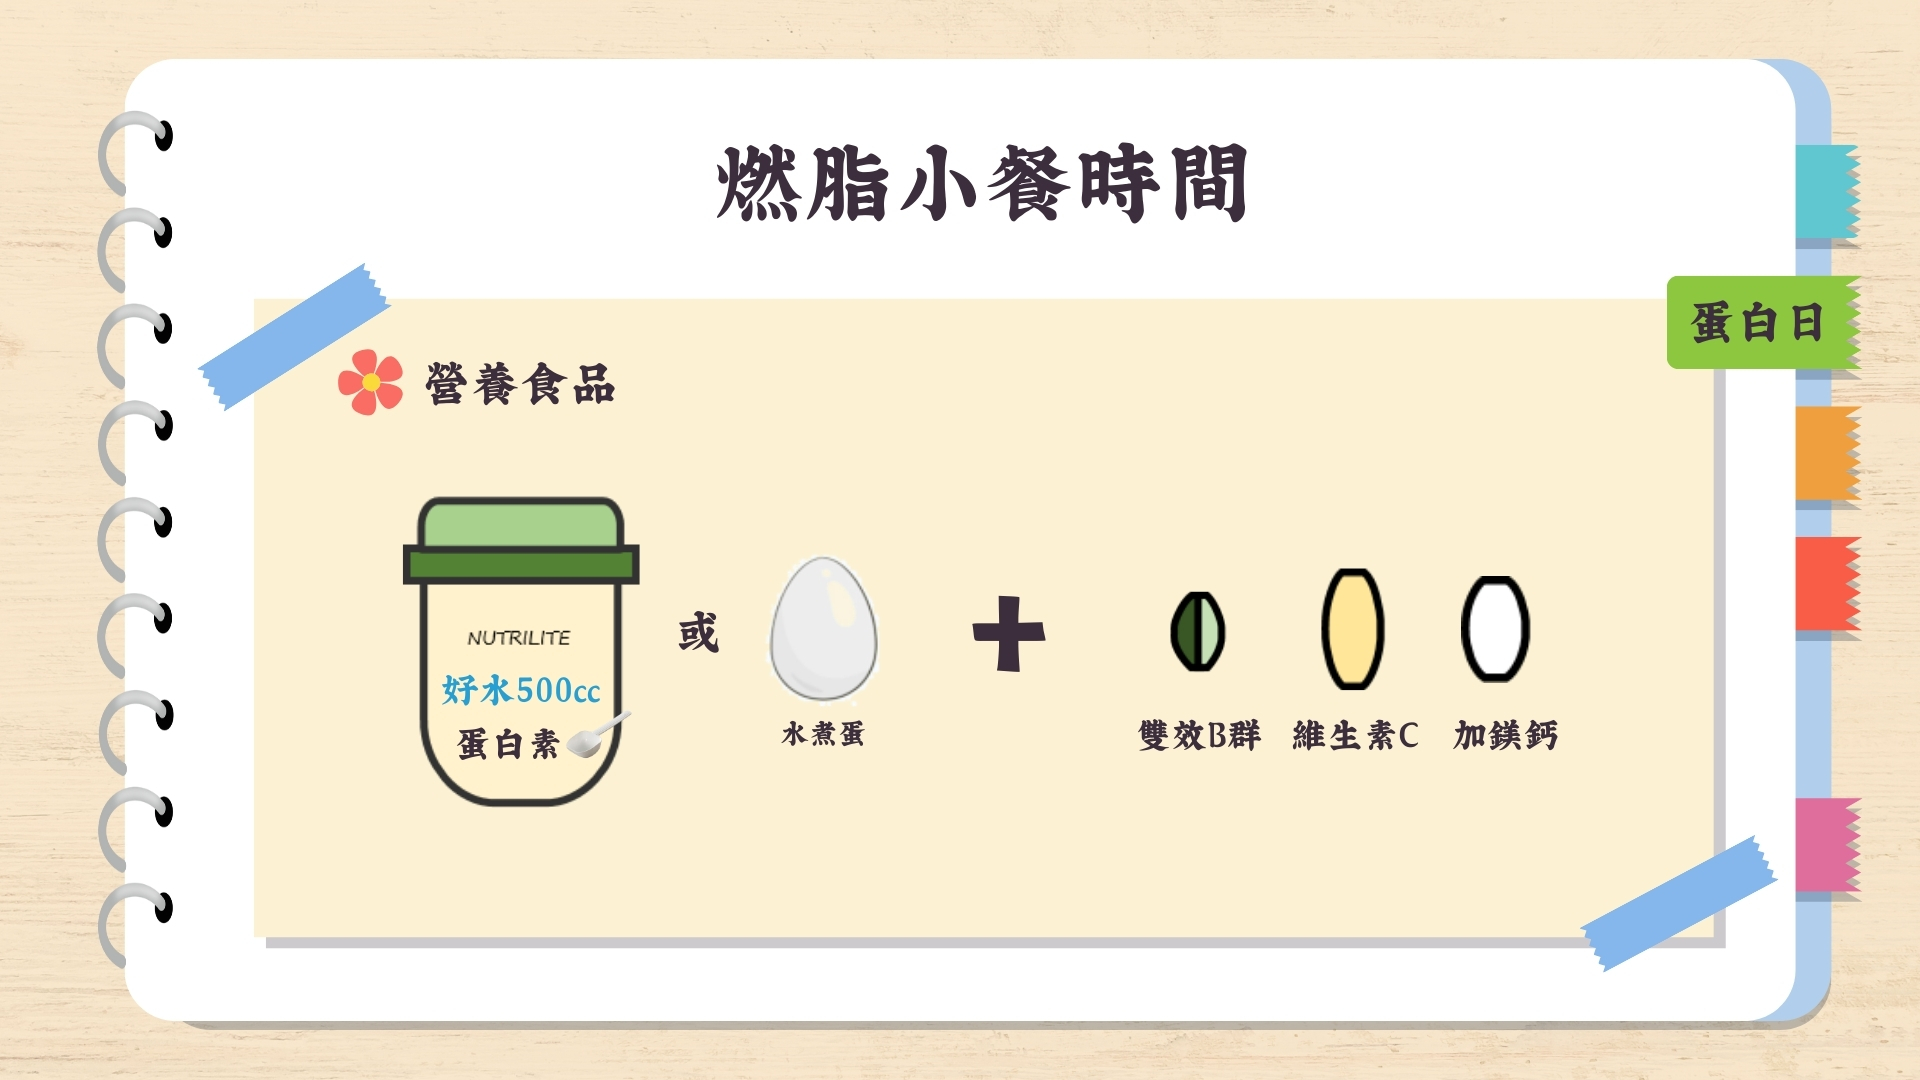 燃脂小餐時間
蛋白日
營養食品
NUTRILITE
好水500cc
蛋白素
或
水煮蛋
+
雙效B群
維生素C
加鎂鈣